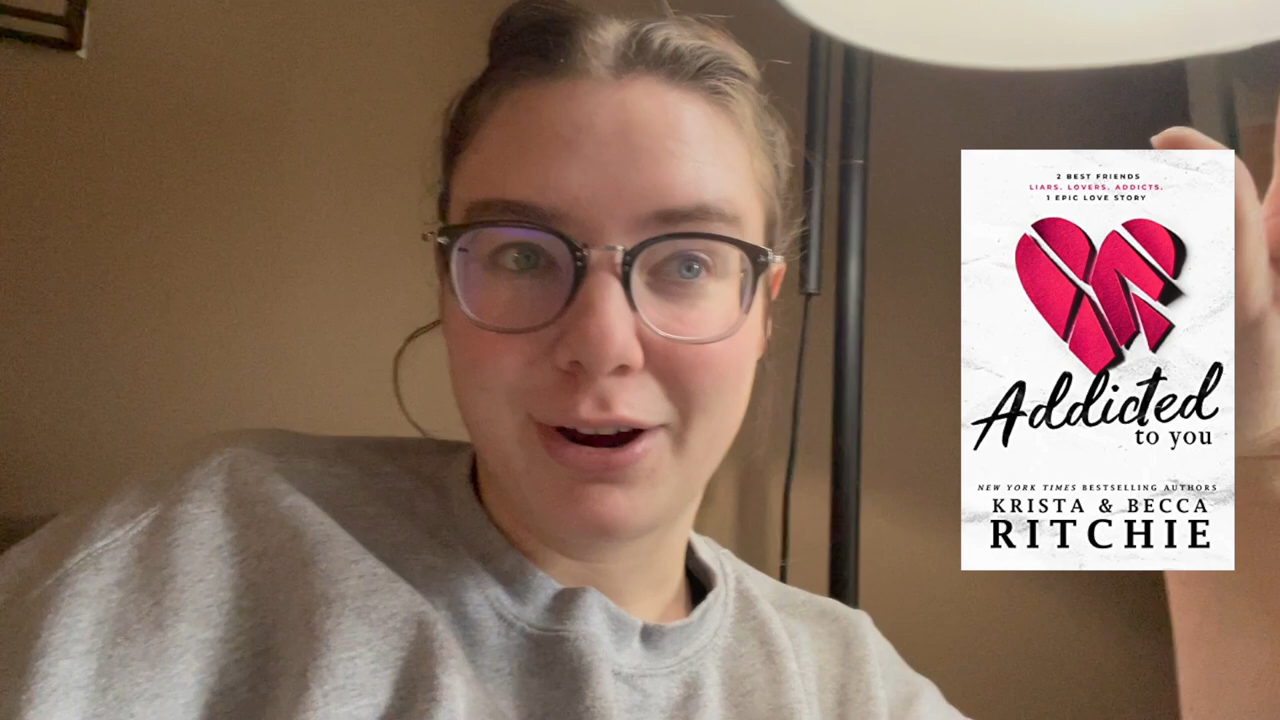 2 BEST FRIENDS
LIARS. LOVERS. ADDICTS.
1 EPIC LOVE STORY
Addicted
to you
NEW YORK TIMES BESTSELLING AUTHORS
KRISTA & BECCA
RITCHIE